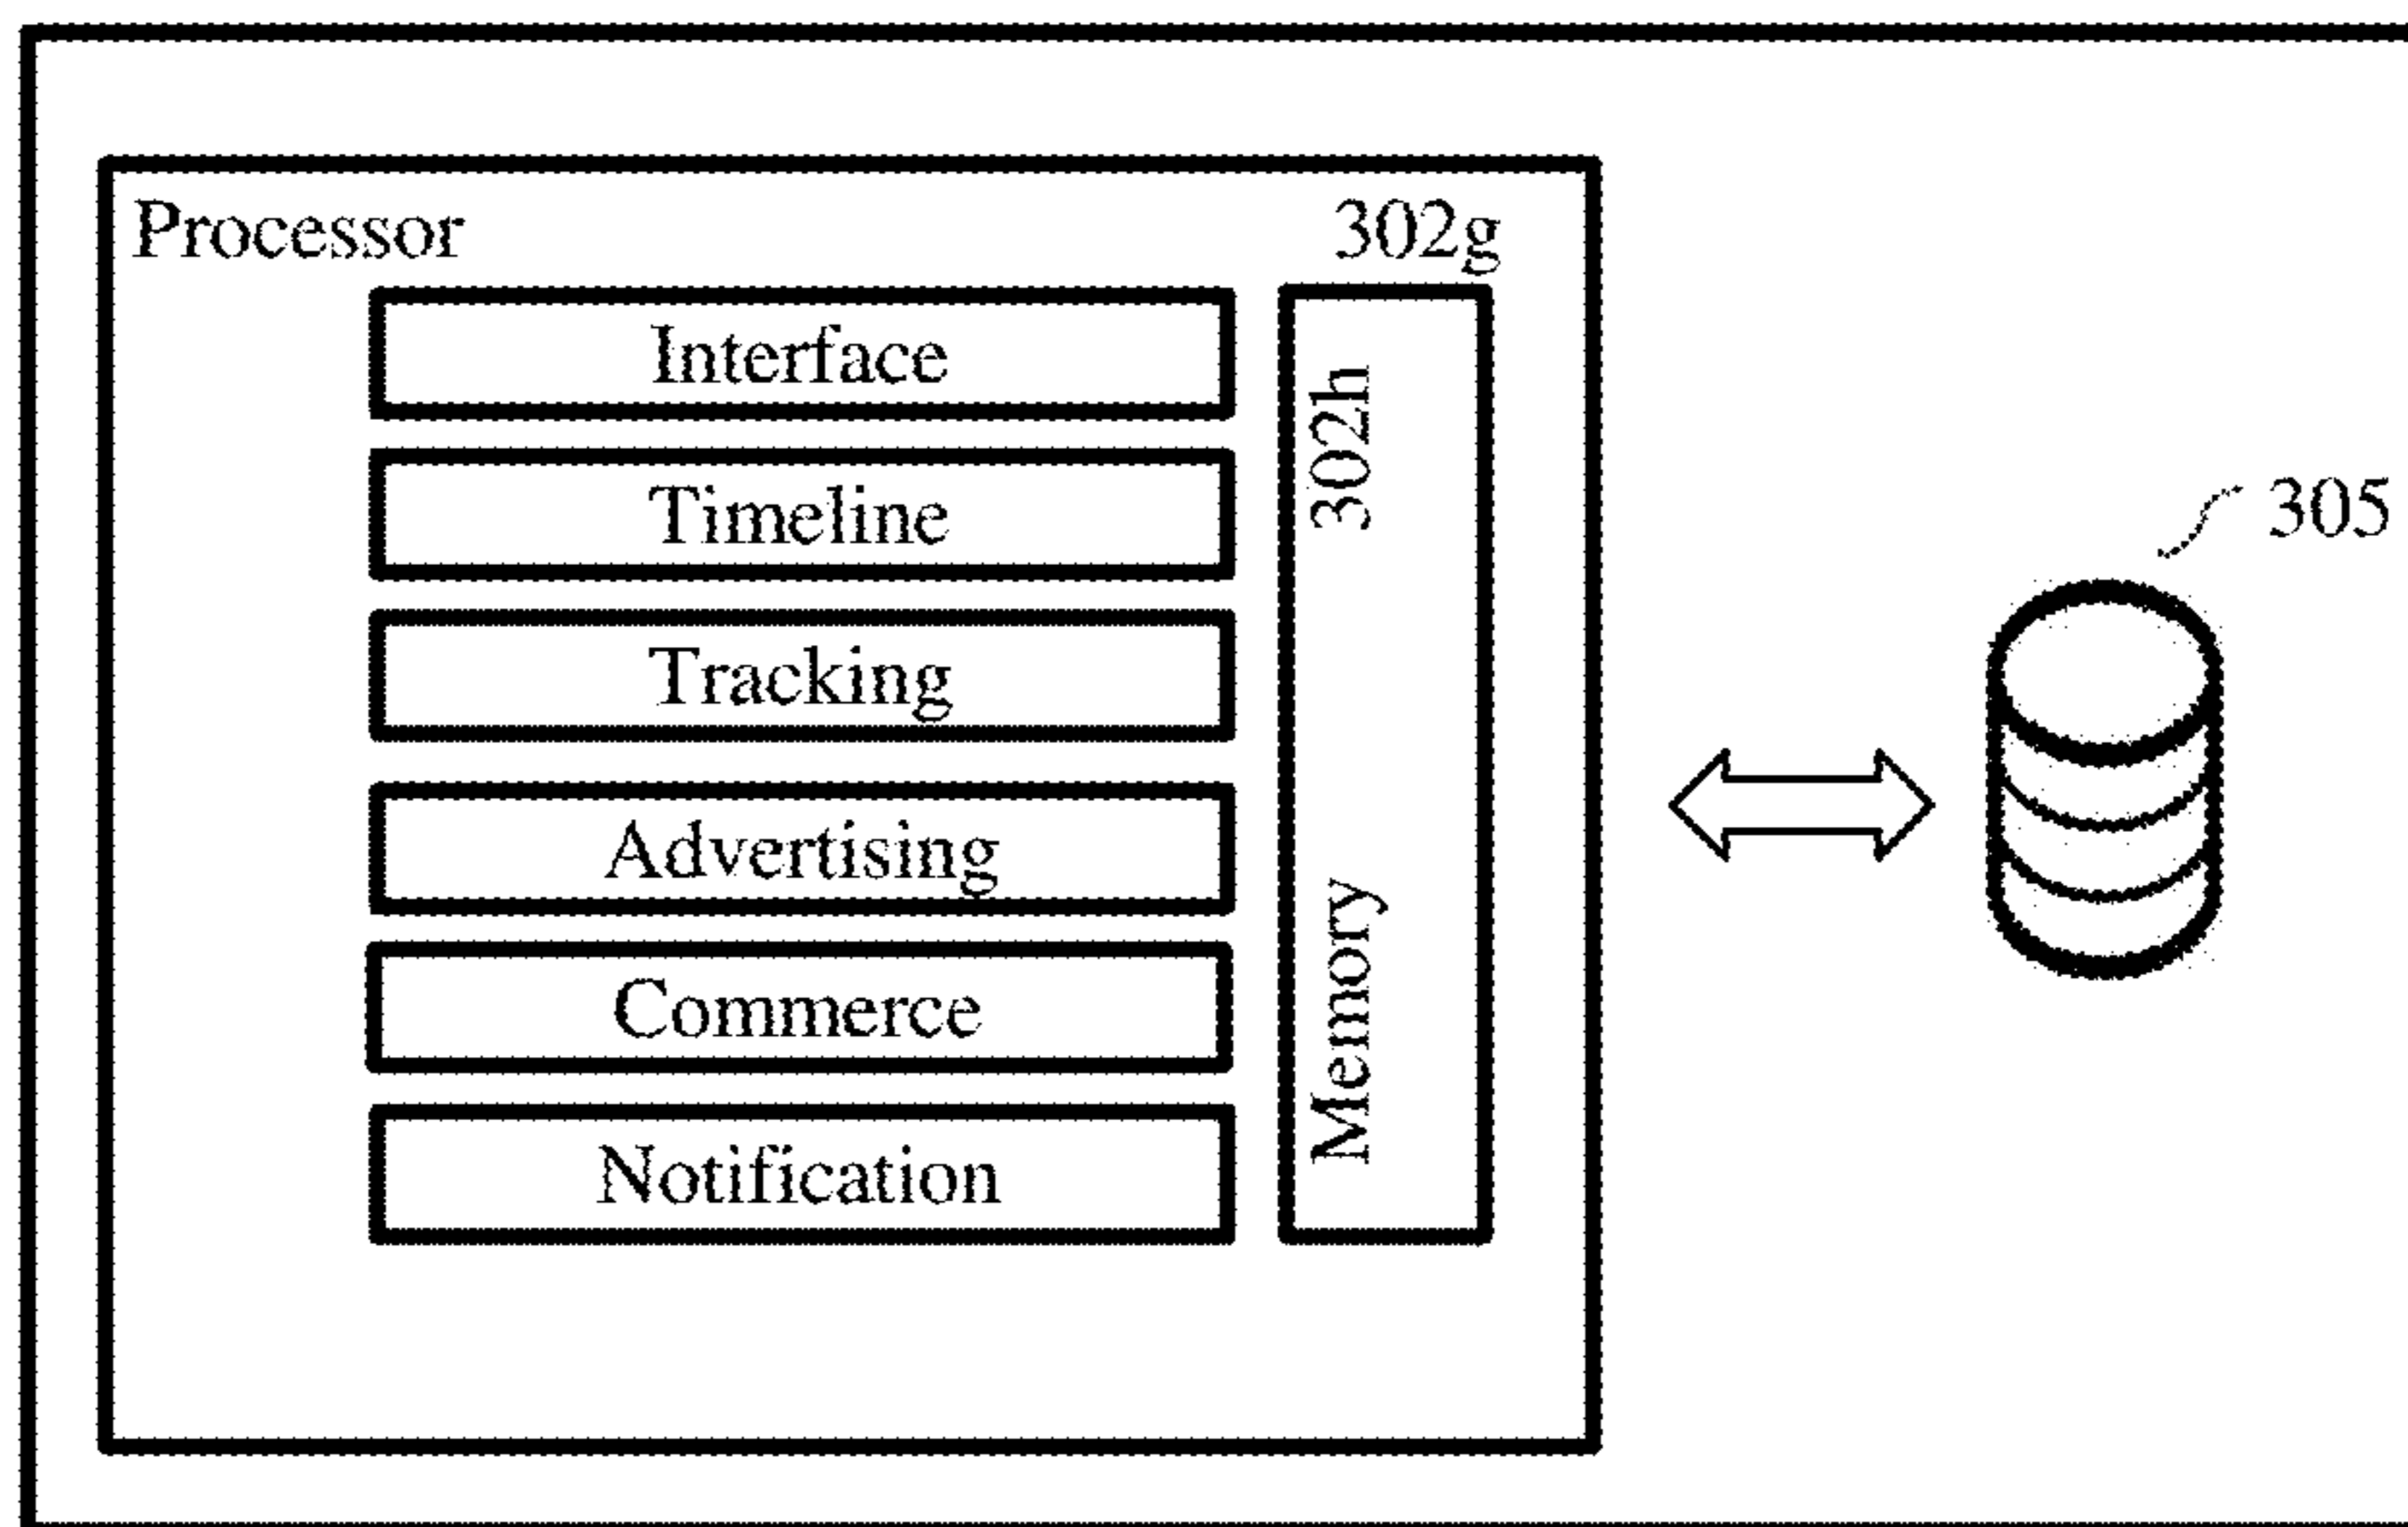 Processor 302g
Interface
Timeline
Tracking
Advertising
Commerce
Notification
Memory 302h
305